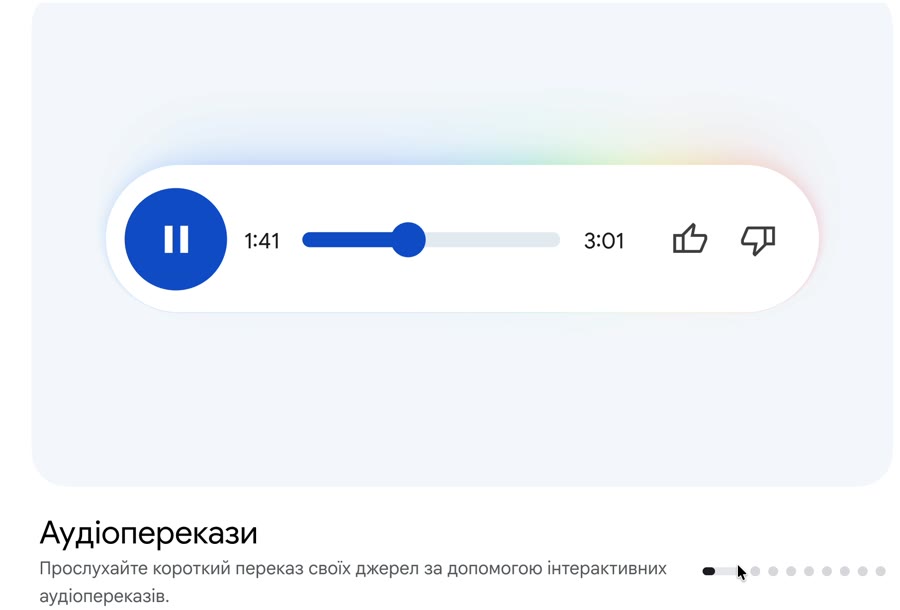 1:41 3:01
Аудіоперекази
Прослухайте короткий переказ своїх джерел за допомогою інтерактивних
аудіопереказів.